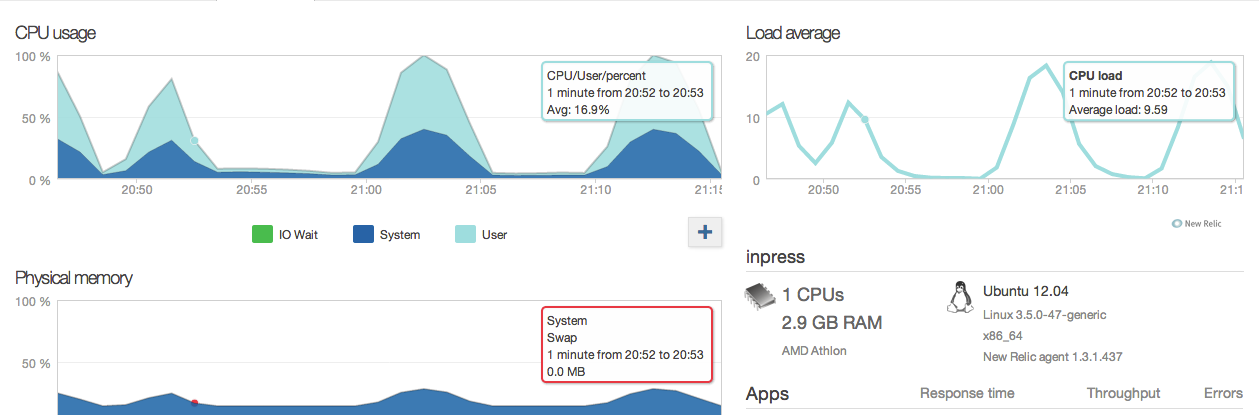 CPU usage
100 %
50 %
0 %
CPU/User/percent
1 minute from 20:52 to 20:53
Avg: 16.9%
20:50
20:55
21:00
21:05
21:10
21:15
IO Wait
System
User
+
Physical memory
100 %
50 %
System
Swap
1 minute from 20:52 to 20:53
0.0 MB
Load average
20
10
0
CPU load
1 minute from 20:52 to 20:53
Average load: 9.59
20:50
20:55
21:00
21:05
21:10
21:1
New Relic
inpress
1 CPUs
2.9 GB RAM
AMD Athlon
Ubuntu 12.04
Linux 3.5.0-47-generic
x86_64
New Relic agent 1.3.1.437
Apps
Response time
Throughput
Errors